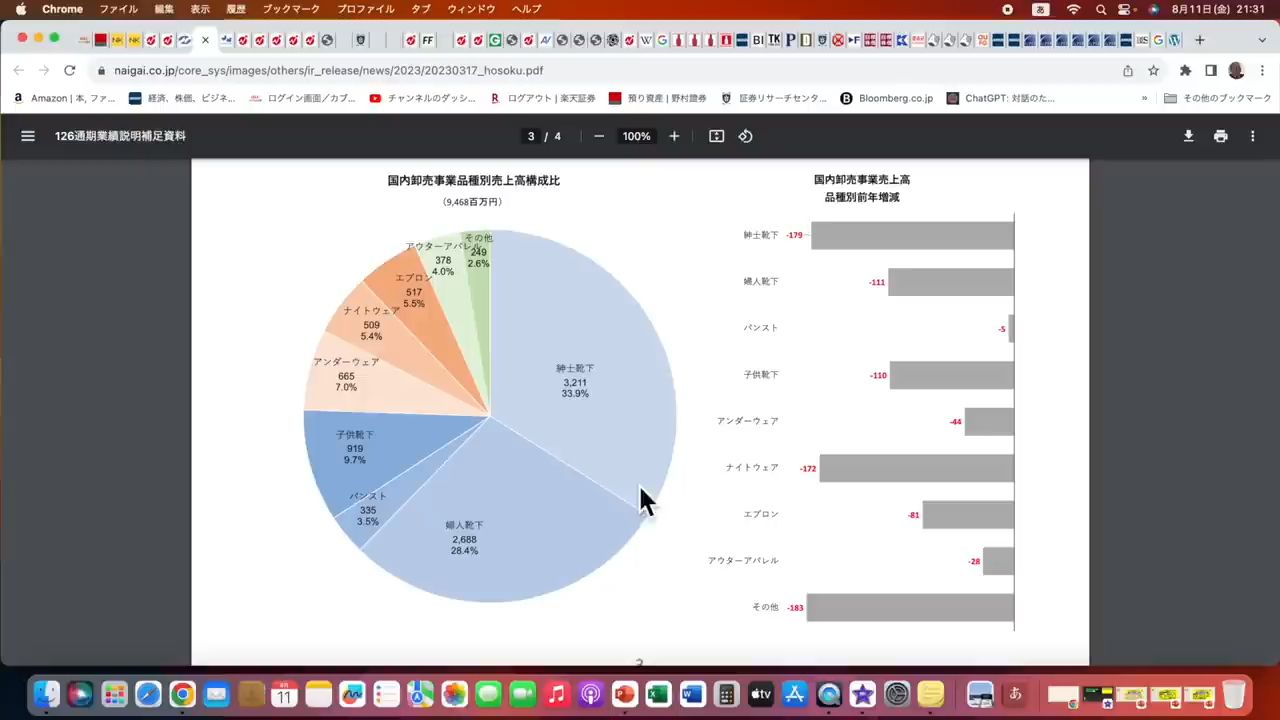 Chrome ファイル 編集 表示 履歴 ブックマーク プロファイル タブ ウィンドウ ヘルプ あ 8月11日(金) 21:31
naigai.co.jp/core_sys/images/others/ir_release/news/2023/20230317_hosoku.pdf
Amazon | 本, ファ... 経済、株価、ビジネ... ログイン画面／カブ... チャンネルのダッシ... ログアウト | 楽天証券 預り資産 | 野村證券 証券リサーチセンタ... Bloomberg.co.jp ChatGPT: 対話のた... » その他のブックマーク
126通期業績説明補足資料 3 / 4 100%
国内卸売事業品種別売上高構成比
（9,468百万円）
その他
249
2.6%
アウターアパレル
378
4.0%
エプロン
517
5.5%
ナイトウェア
509
5.4%
アンダーウェア
665
7.0%
子供靴下
919
9.7%
パンスト
335
3.5%
婦人靴下
2,688
28.4%
紳士靴下
3,211
33.9%
国内卸売事業売上高
品種別前年増減
紳士靴下 -179
婦人靴下 -111
パンスト -5
子供靴下 -110
アンダーウェア -44
ナイトウェア -172
エプロン -81
アウターアパレル -28
その他 -183